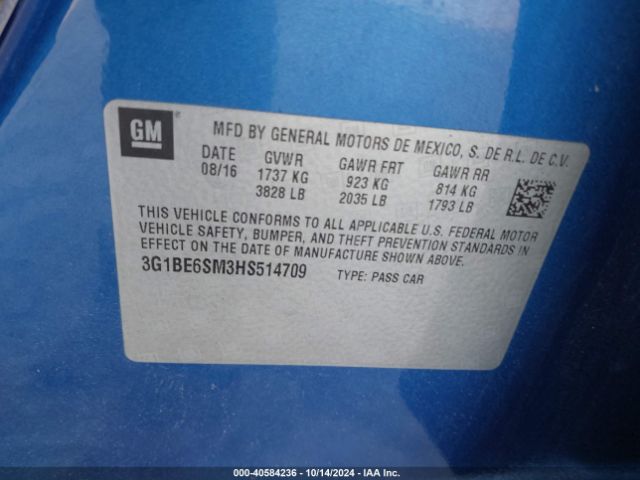 GM ®
MFD BY GENERAL MOTORS DE MEXICO, S. DE R.L. DE C.V.
DATE GVWR GAWR FRT GAWR RR
08/16 1737 KG 923 KG 814 KG
3828 LB 2035 LB 1793 LB
THIS VEHICLE CONFORMS TO ALL APPLICABLE U.S. FEDERAL MOTOR
VEHICLE SAFETY, BUMPER, AND THEFT PREVENTION STANDARDS IN
EFFECT ON THE DATE OF MANUFACTURE SHOWN ABOVE.
3G1BE6SM3HS514709 TYPE: PASS CAR
000-40584236 - 10/14/2024 - IAA Inc.